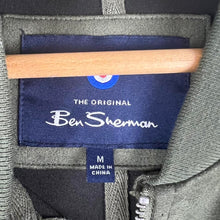 THE ORIGINAL
Ben Sherman
M
MADE IN
CHINA